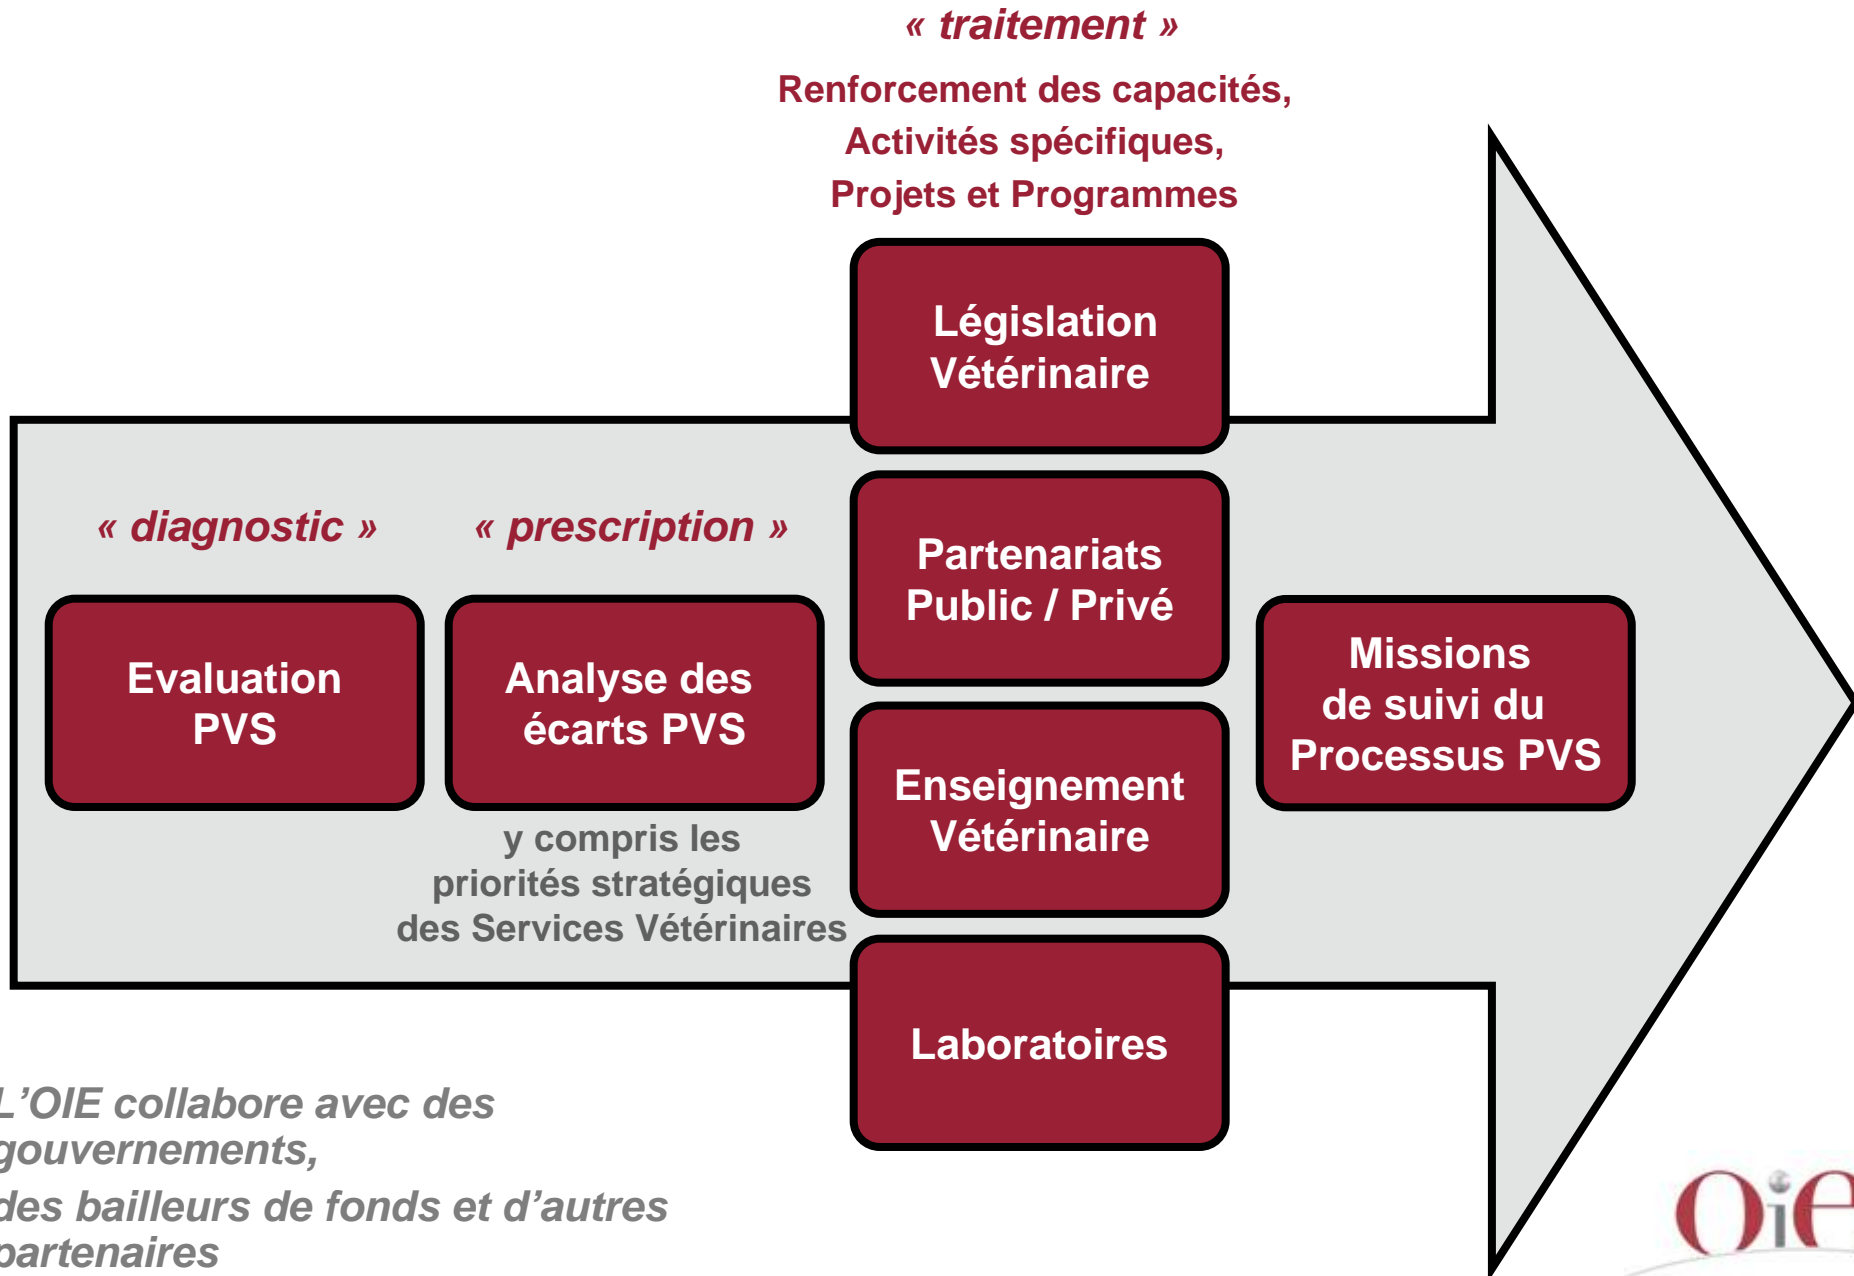 « traitement »
Renforcement des capacités,
Activités spécifiques,
Projets et Programmes
Législation
Vétérinaire
« diagnostic »
« prescription »
Evaluation
PVS
Analyse des
écarts PVS
y compris les
priorités stratégiques
des Services Vétérinaires
Partenariats
Public / Privé
Enseignement
Vétérinaire
Laboratoires
Missions
de suivi du
Processus PVS
L’OIE collabore avec des
gouvernements,
des bailleurs de fonds et d’autres
partenaires
Oie